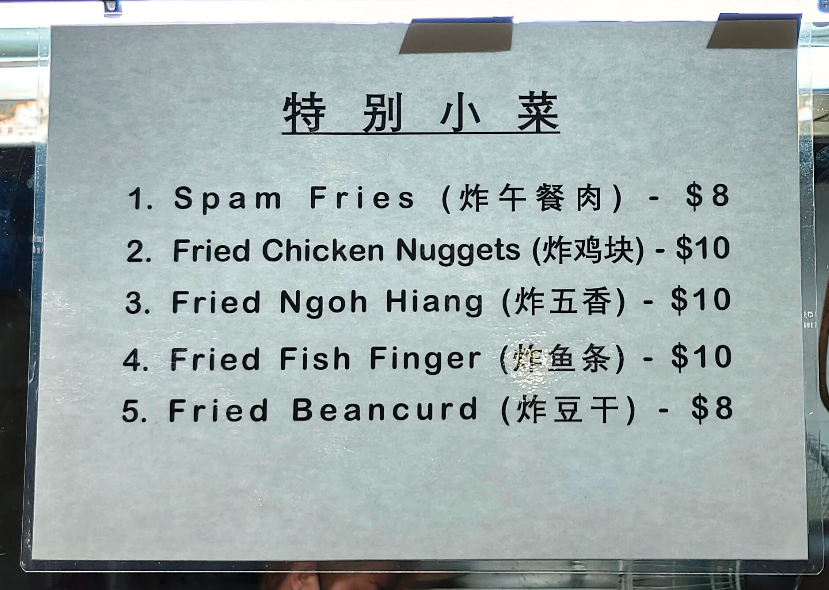 特别小菜
1. Spam Fries (炸午餐肉) - $8
2. Fried Chicken Nuggets (炸鸡块) - $10
3. Fried Ngoh Hiang (炸五香) - $10
4. Fried Fish Finger (炸鱼条) - $10
5. Fried Beancurd (炸豆干) - $8